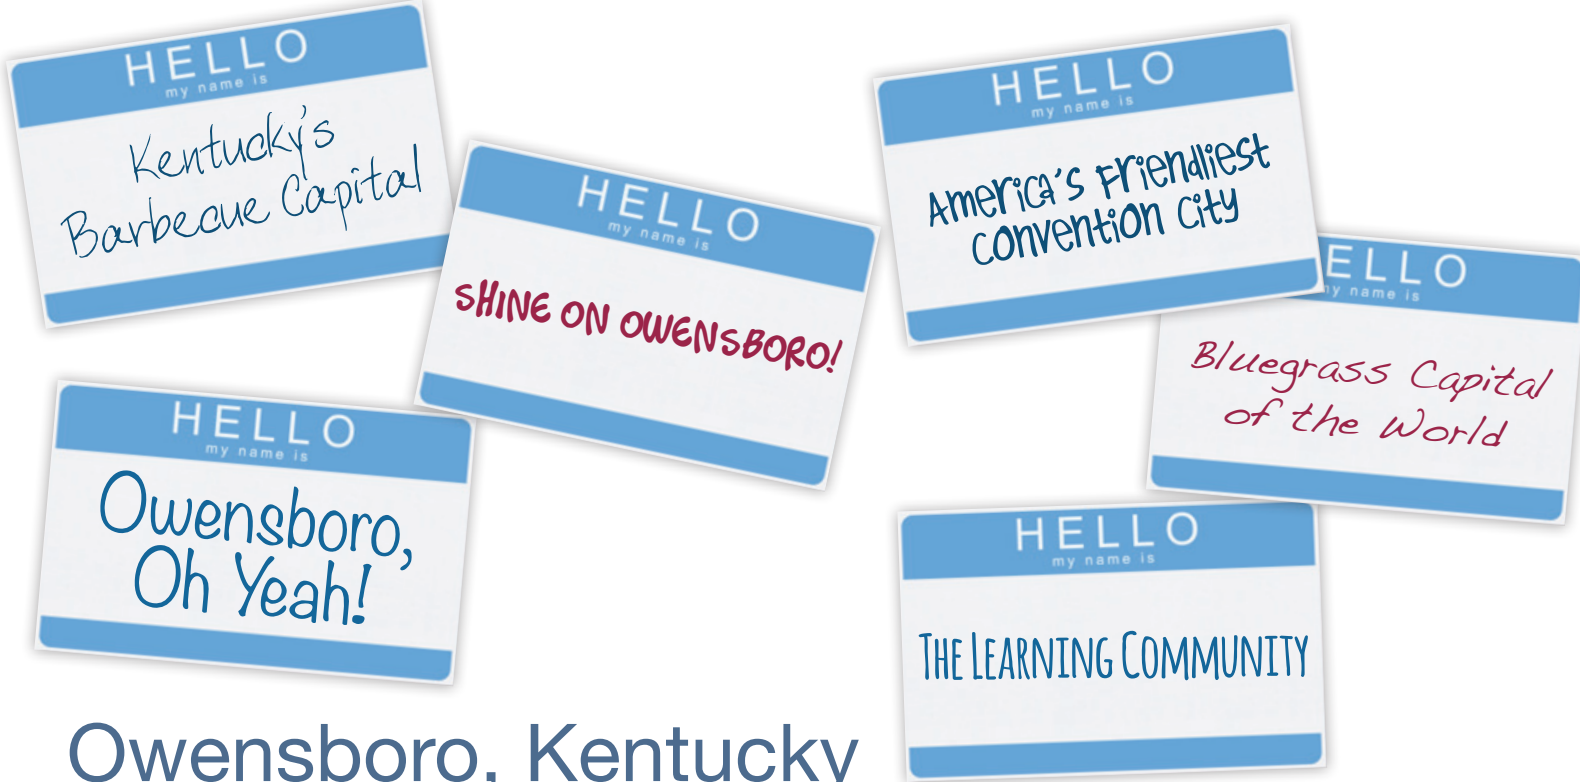 HELLO
my name is
Kentucky's
Barbecue Capital
HELLO
my name is
SHINE ON OWENSBORO!
HELLO
my name is
Owensboro,
Oh Yeah!
HELLO
my name is
America's Friendliest
Convention City
ELLO
my name is
Bluegrass Capital
of the World
HELLO
my name is
THE LEARNING COMMUNITY
Owensboro, Kentucky